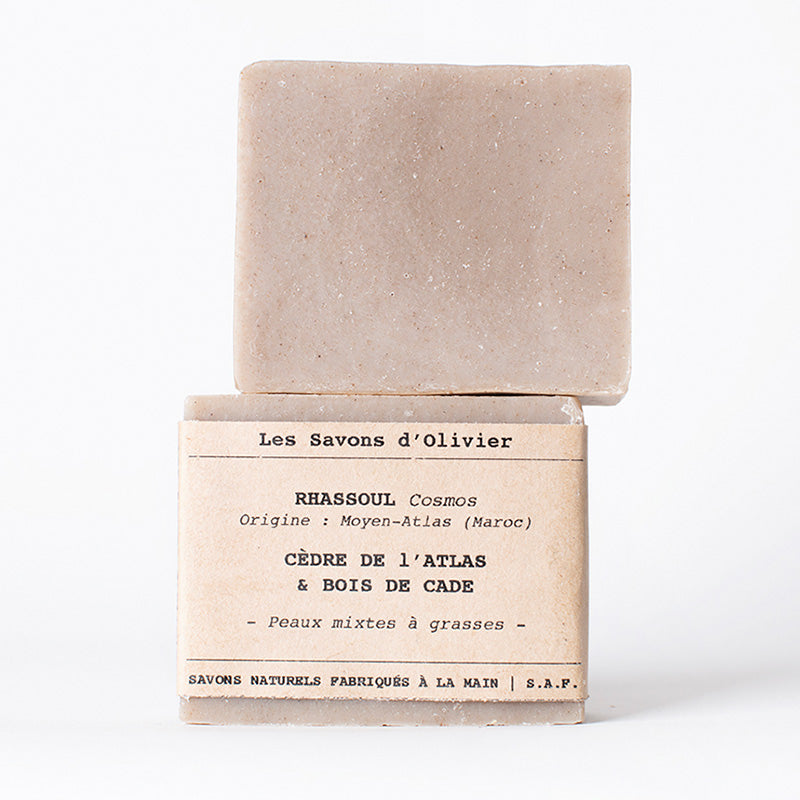 Les Savons d'Olivier
RHASSOUL Cosmos
Origine : Moyen-Atlas (Maroc)
CÈDRE DE l'ATLAS
& BOIS DE CADE
- Peaux mixtes à grasses -
SAVONS NATURELS FABRIQUÉS À LA MAIN | S.A.F.